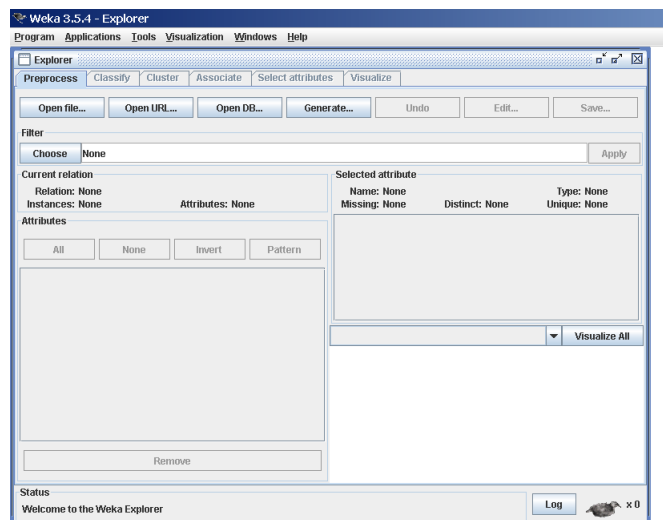 Weka 3.5.4 - Explorer
Program Applications Tools Visualization Windows Help
Explorer
Preprocess Classify Cluster Associate Select attributes Visualize
Open file... Open URL... Open DB... Generate... Undo Edit... Save...
Filter
Choose None Apply
Current relation
Relation: None
Instances: None Attributes: None
Selected attribute
Name: None Type: None
Missing: None Distinct: None Unique: None
Attributes
All None Invert Pattern
Visualize All
Remove
Status
Welcome to the Weka Explorer
Log x 0